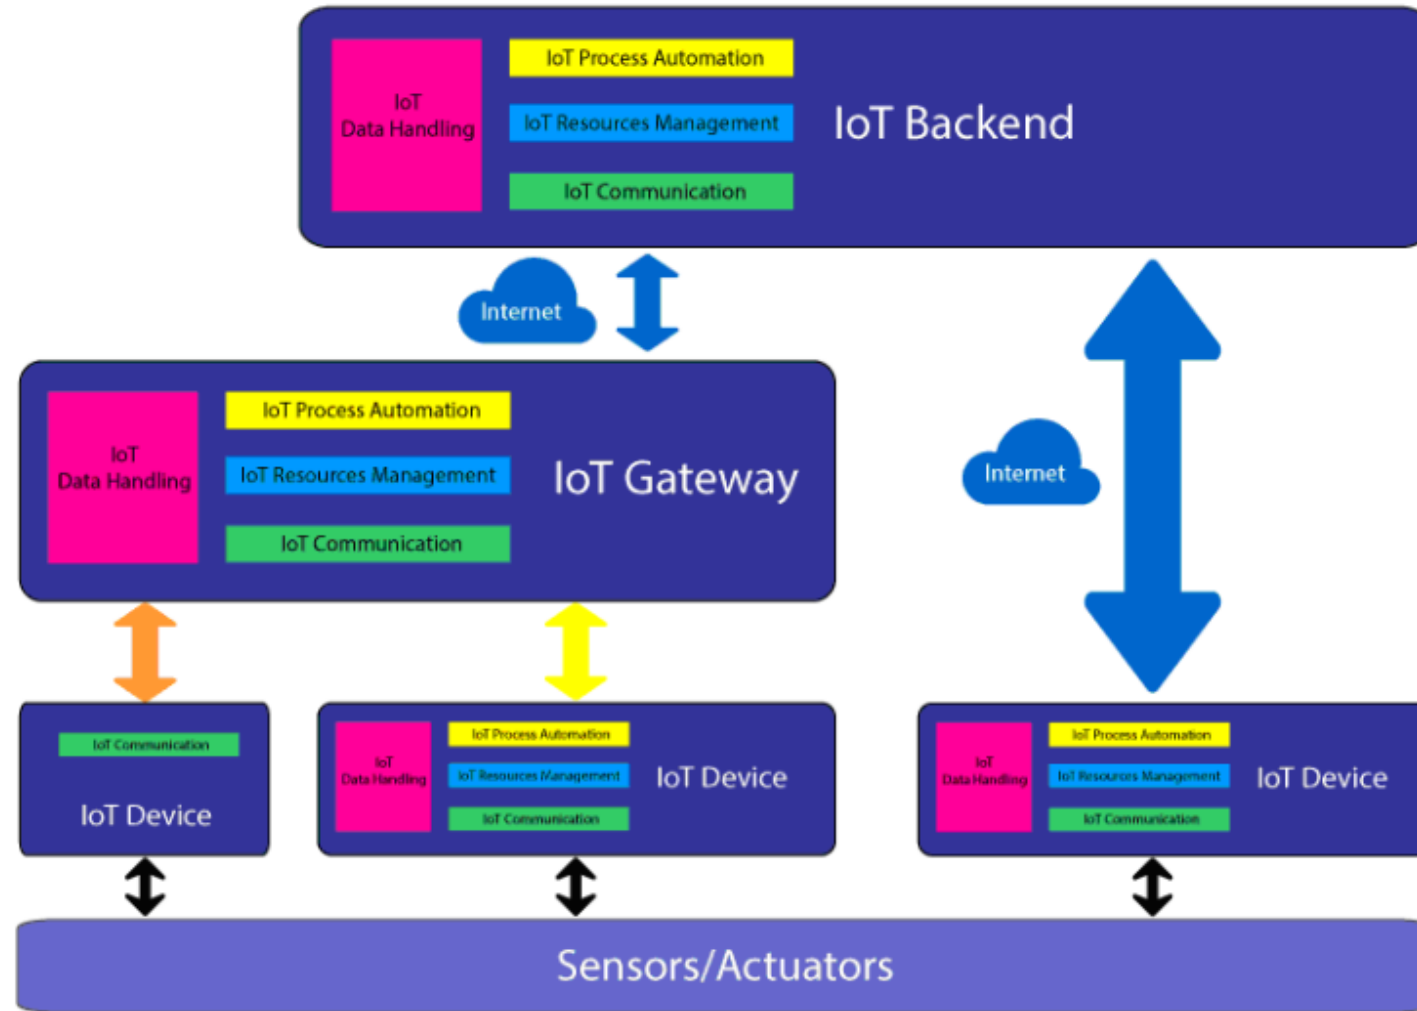 IoT
Data Handling
IoT Process Automation
IoT Resources Management
IoT Communication
IoT Backend
Internet
IoT
Data Handling
IoT Process Automation
IoT Resources Management
IoT Communication
IoT Gateway
Internet
IoT Communication
IoT Device
IoT
Data Handling
IoT Process Automation
IoT Resources Management
IoT Communication
IoT Device
IoT
Data Handling
IoT Process Automation
IoT Resources Management
IoT Communication
IoT Device
Sensors/Actuators